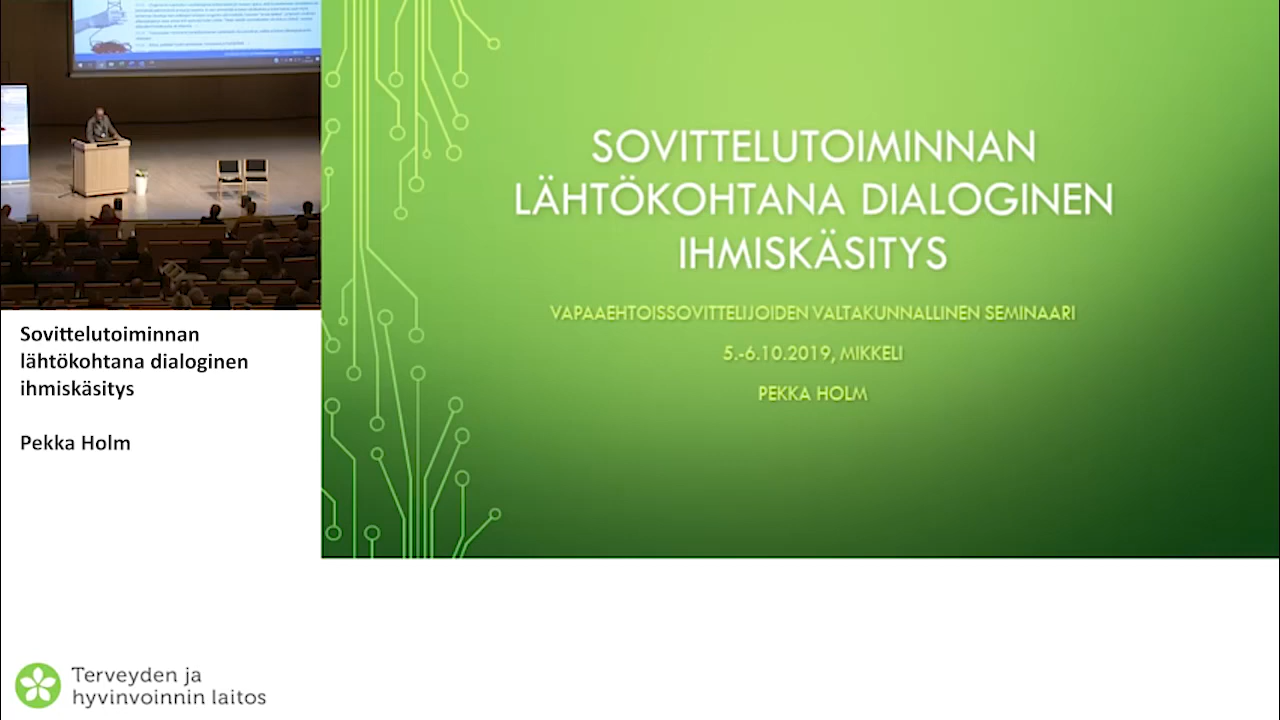 SOVITTELUTOIMINNAN
LÄHTÖKOHTANA DIALOGINEN
IHMISKÄSITYS
VAPAAEHTOISSOVITTELIJOIDEN VALTAKUNNALLINEN SEMINAARI
5.-6.10.2019, MIKKELI
PEKKA HOLM
Sovittelutoiminnan
lähtökohtana dialoginen
ihmiskäsitys
Pekka Holm
Terveyden ja
hyvinvoinnin laitos